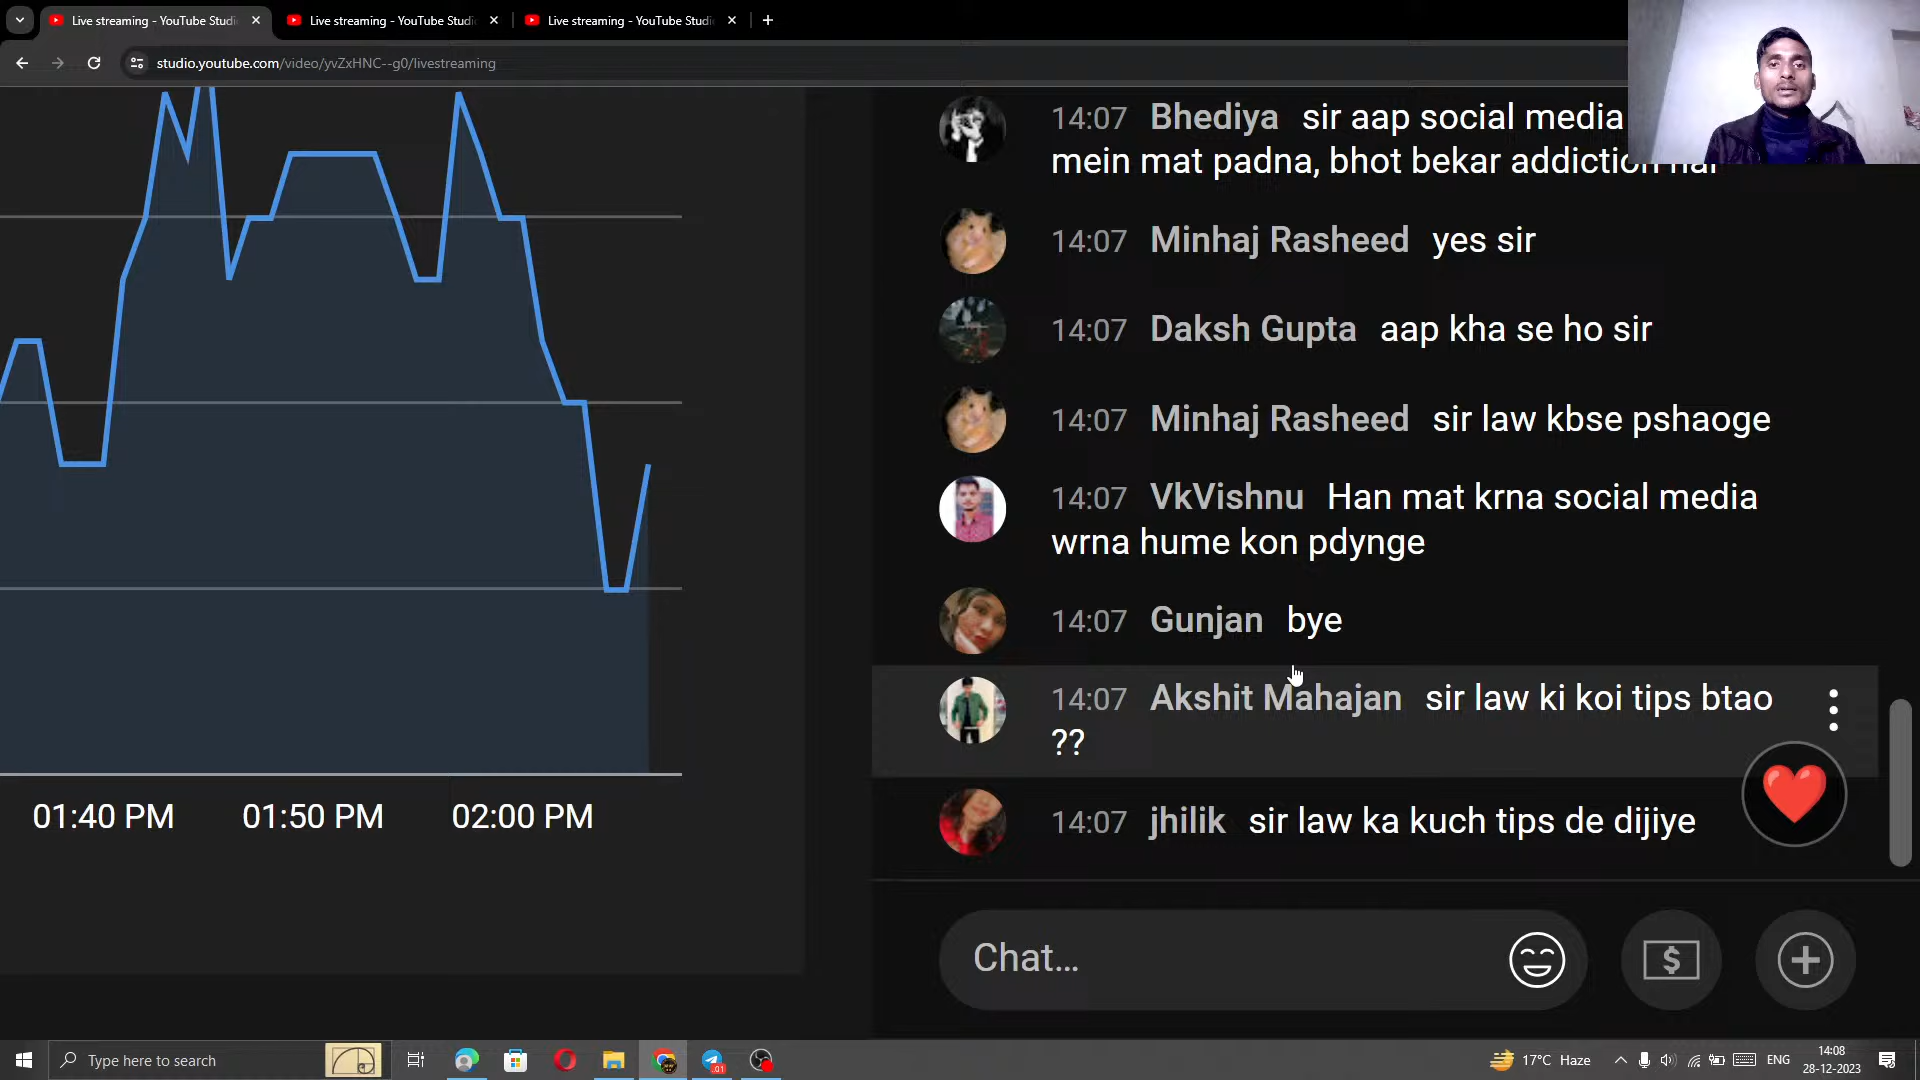 Live streaming - YouTube Studi
Live streaming - YouTube Studi
Live streaming - YouTube Studi
studio.youtube.com/video/yvZxHNC--g0/livestreaming
14:07 Bhediya sir aap social media
mein mat padna, bhot bekar addiction hai
14:07 Minhaj Rasheed yes sir
14:07 Daksh Gupta aap kha se ho sir
14:07 Minhaj Rasheed sir law kbse pshaoge
14:07 VkVishnu Han mat krna social media
wrna hume kon pdynge
14:07 Gunjan bye
14:07 Akshit Mahajan sir law ki koi tips btao
??
14:07 jhilik sir law ka kuch tips de dijiye
01:40 PM 01:50 PM 02:00 PM
Chat...
$
Type here to search
.01
17°C Haze
ENG
14:08
28-12-2023